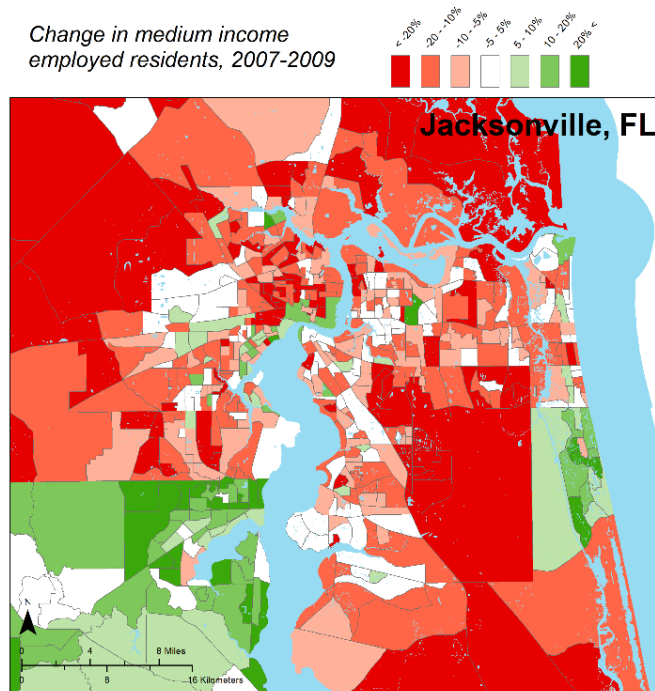 Change in medium income
employed residents, 2007-2009
< -20%
-20 - -10%
-10 - -5%
-5 - 5%
5 - 10%
10 - 20%
20% <
Jacksonville, FL
N
0 4 8 Miles
0 4 8 16 Kilometers